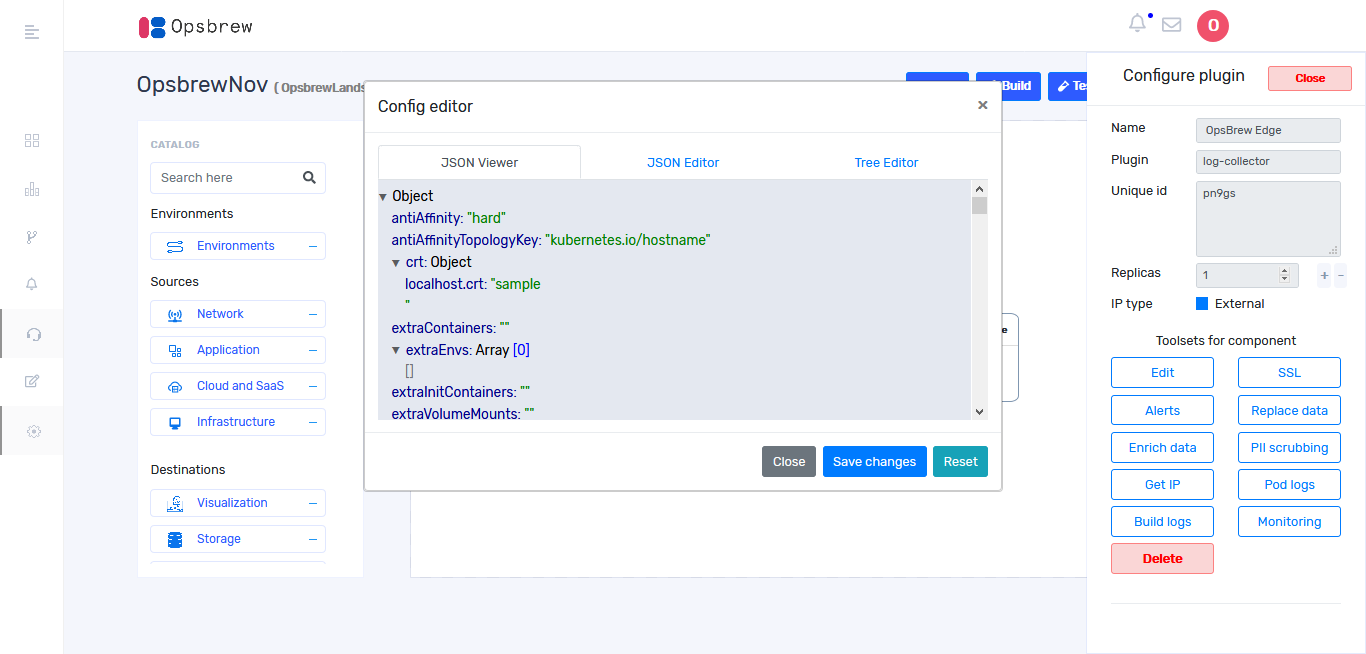 Opsbrew
O
OpsbrewNov ( OpsbrewLands
Build
Tes
CATALOG
Search here
Environments
Environments
Sources
Network
Application
Cloud and SaaS
Infrastructure
Destinations
Visualization
Storage
Config editor
×
JSON Viewer
JSON Editor
Tree Editor
Object
antiAffinity: "hard"
antiAffinityTopologyKey: "kubernetes.io/hostname"
crt: Object
localhost.crt: "sample
"
extraContainers: ""
extraEnvs: Array [0]
[]
extraInitContainers: ""
extraVolumeMounts: ""
Close
Save changes
Reset
e
Configure plugin
Close
Name
OpsBrew Edge
Plugin
log-collector
Unique id
pn9gs
Replicas
1
+ −
IP type
External
Toolsets for component
Edit
SSL
Alerts
Replace data
Enrich data
PII scrubbing
Get IP
Pod logs
Build logs
Monitoring
Delete